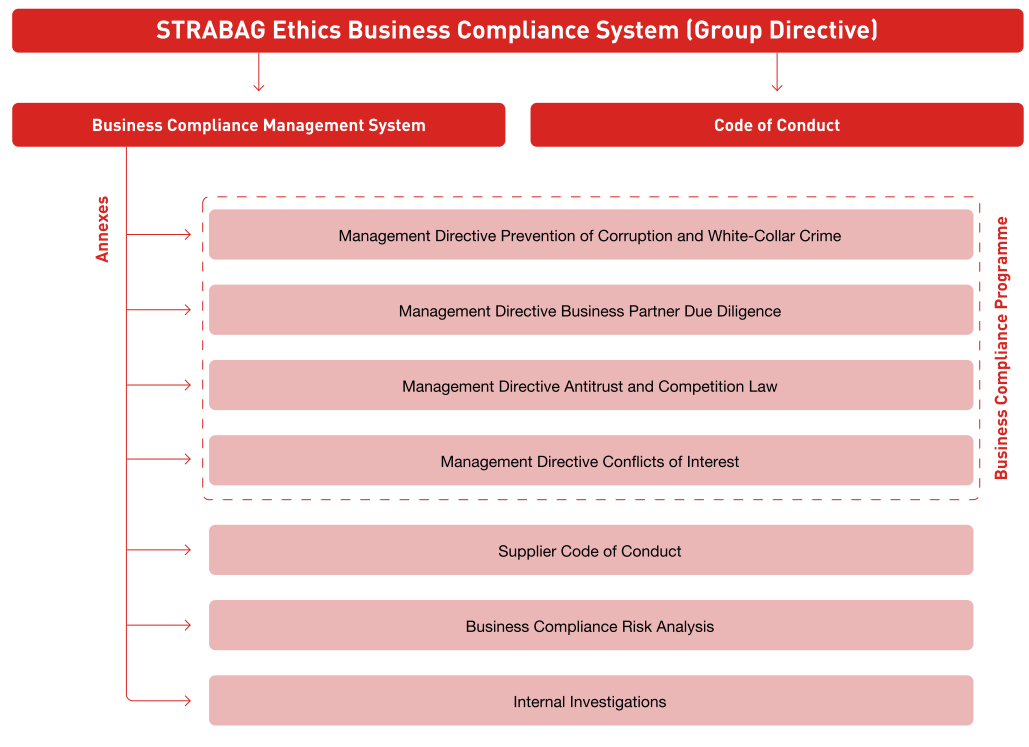 STRABAG Ethics Business Compliance System (Group Directive)
Business Compliance Management System
Code of Conduct
Annexes
Management Directive Prevention of Corruption and White-Collar Crime
Management Directive Business Partner Due Diligence
Management Directive Antitrust and Competition Law
Management Directive Conflicts of Interest
Business Compliance Programme
Supplier Code of Conduct
Business Compliance Risk Analysis
Internal Investigations